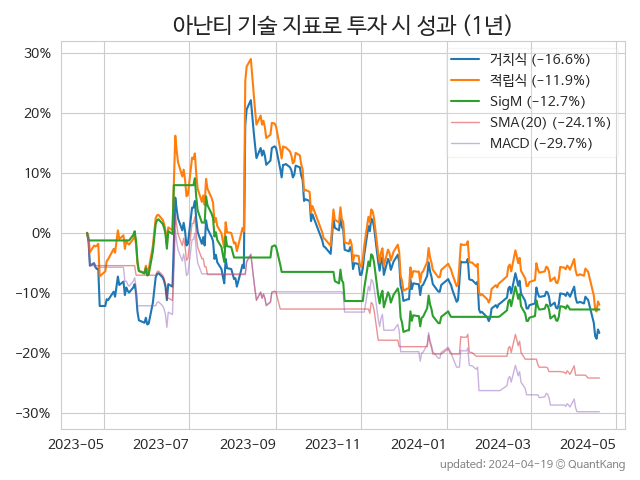 아난티 기술 지표로 투자 시 성과 (1년)
30%
20%
10%
0%
−10%
−20%
−30%
거치식 (−16.6%)
적립식 (−11.9%)
SigM (−12.7%)
SMA(20) (−24.1%)
MACD (−29.7%)
2023-05 2023-07 2023-09 2023-11 2024-01 2024-03 2024-05
updated: 2024-04-19 © QuantKang